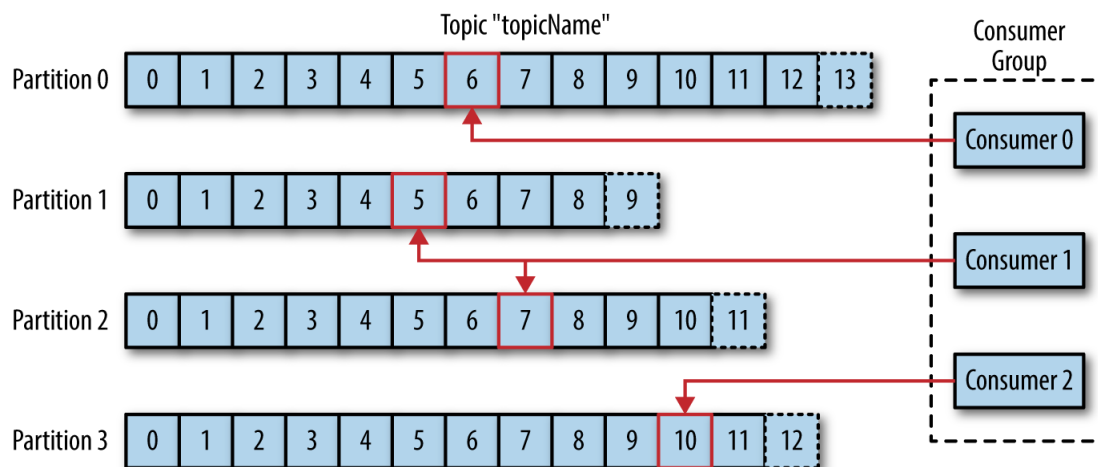 Topic "topicName"
Consumer
Group
Partition 0 0 1 2 3 4 5 6 7 8 9 10 11 12 13
Consumer 0
Partition 1 0 1 2 3 4 5 6 7 8 9
Consumer 1
Partition 2 0 1 2 3 4 5 6 7 8 9 10 11
Consumer 2
Partition 3 0 1 2 3 4 5 6 7 8 9 10 11 12